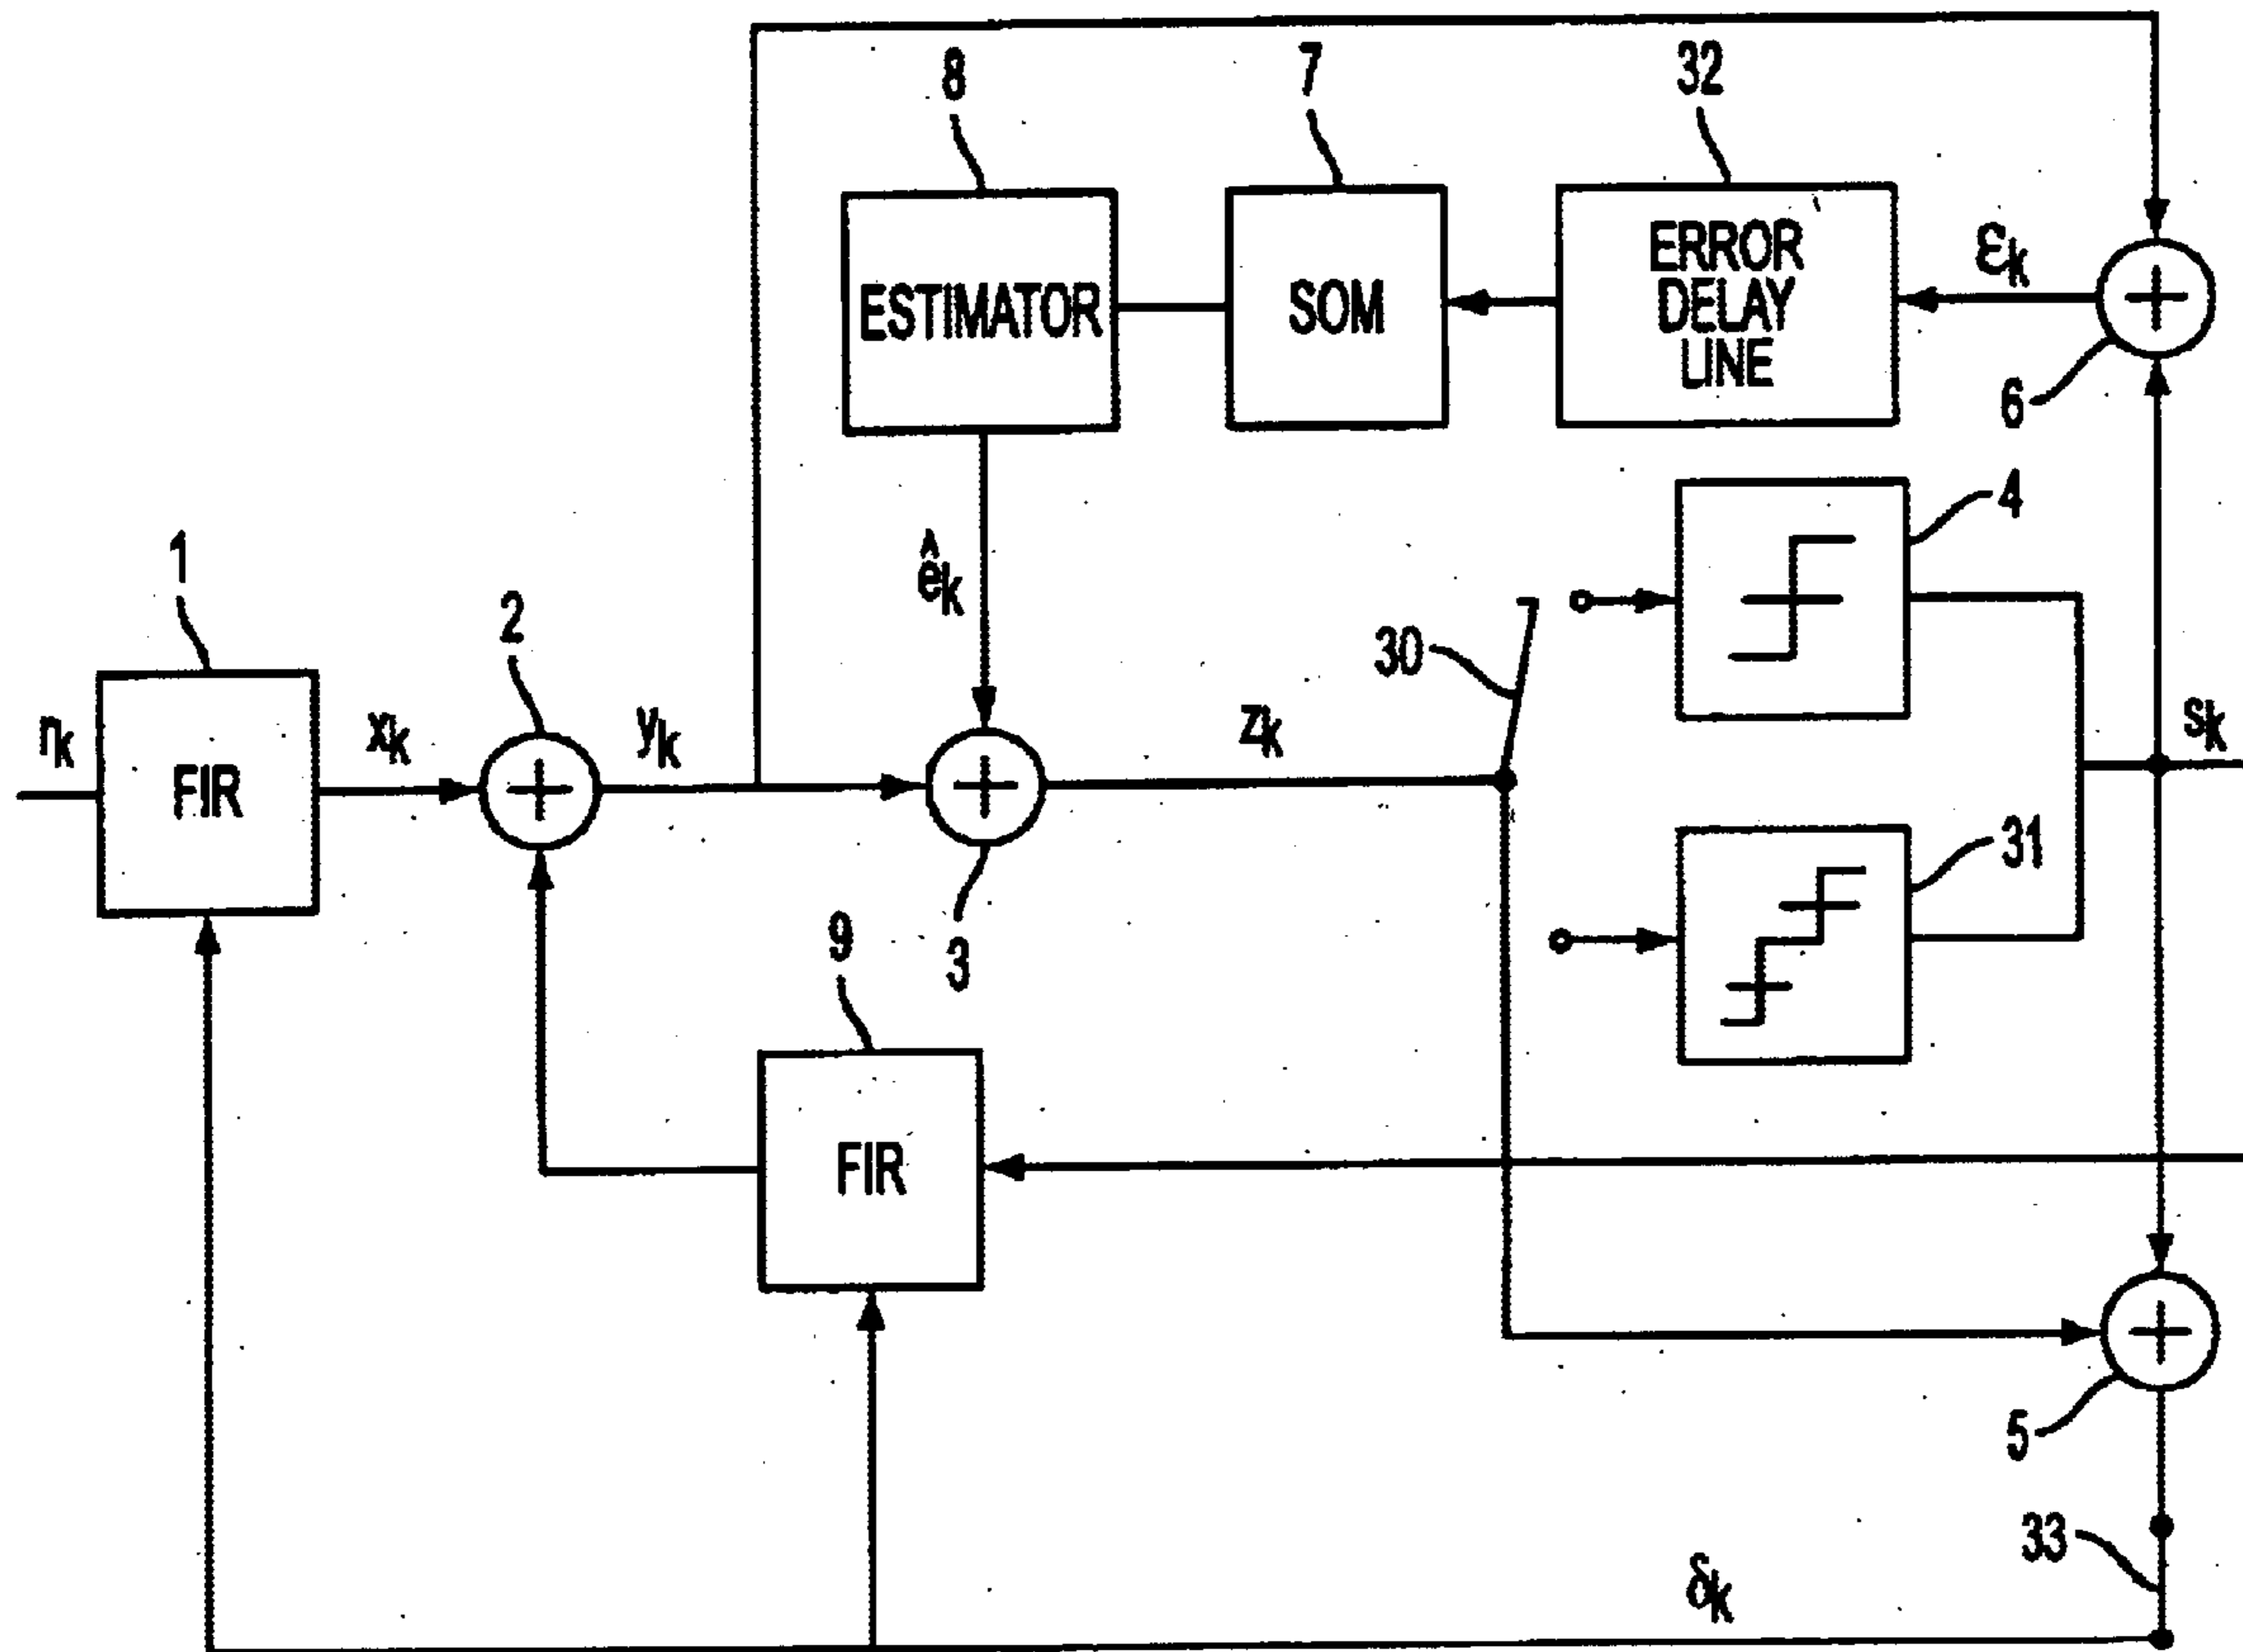 8
7
32
ESTIMATOR
SOM
ERROR
DELAY
LINE
εk
6
4
1
2
êk
30
rk
FIR
xk
yk
zk
sk
31
9
3
FIR
5
33
δk